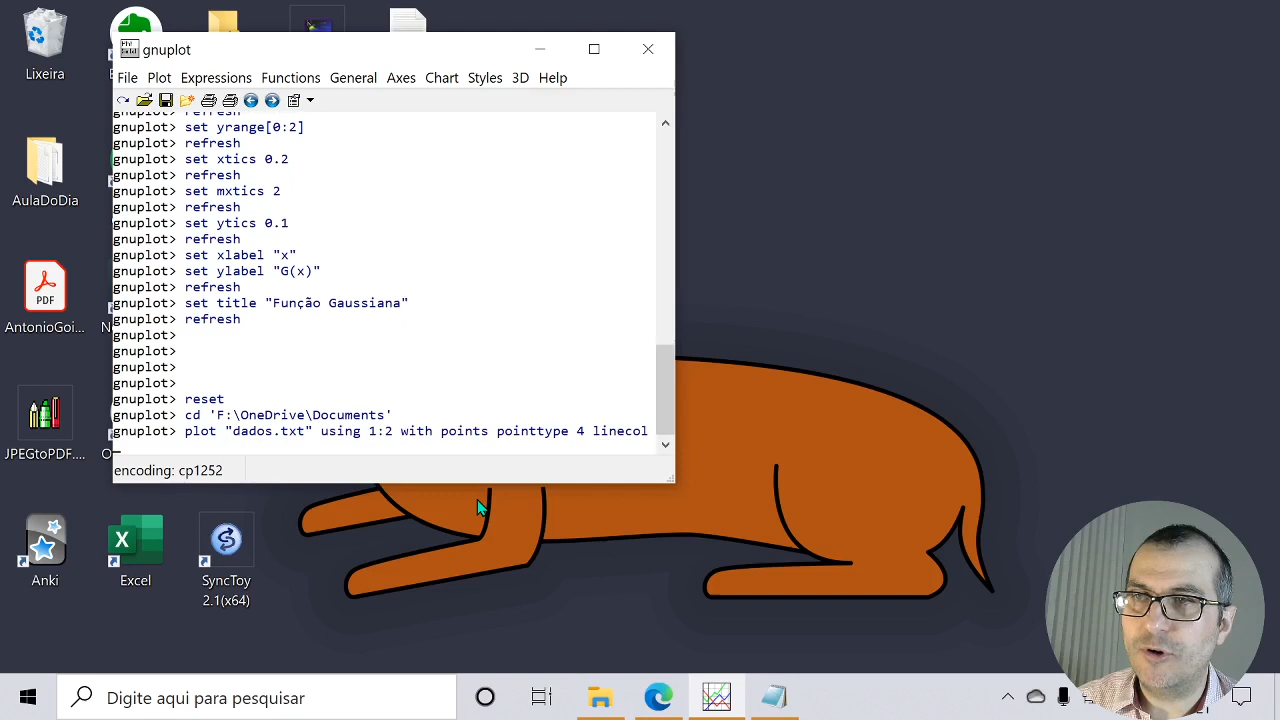 gnuplot
File Plot Expressions Functions General Axes Chart Styles 3D Help
gnuplot> refresh
gnuplot> set yrange[0:2]
gnuplot> refresh
gnuplot> set xtics 0.2
gnuplot> refresh
gnuplot> set mxtics 2
gnuplot> refresh
gnuplot> set ytics 0.1
gnuplot> refresh
gnuplot> set xlabel "x"
gnuplot> set ylabel "G(x)"
gnuplot> refresh
gnuplot> set title "Função Gaussiana"
gnuplot> refresh
gnuplot>
gnuplot>
gnuplot>
gnuplot>
gnuplot> reset
gnuplot> cd 'F:\OneDrive\Documents'
gnuplot> plot "dados.txt" using 1:2 with points pointtype 4 linecol
encoding: cp1252
Lixeira
AulaDoDia
PDF
AntonioGoi...
JPEGtoPDF....
Anki
Excel
SyncToy
2.1(x64)
Digite aqui para pesquisar